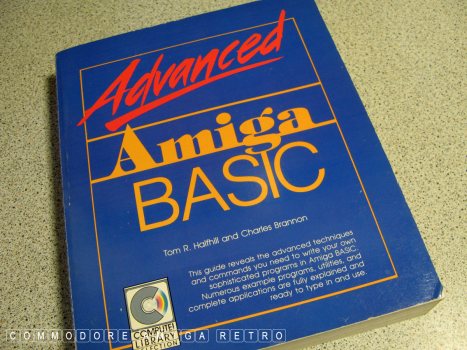 Advanced
Amiga
BASIC
Tom R. Halfhill and Charles Brannon
This guide reveals the advanced techniques
and commands you need to write your own
sophisticated programs in Amiga BASIC.
Numerous example programs, utilities, and
complete applications are fully explained and
ready to type in and use.
COMPUTE!
LIBRARY
SELECTION
COMMODORE AMIGA RETRO